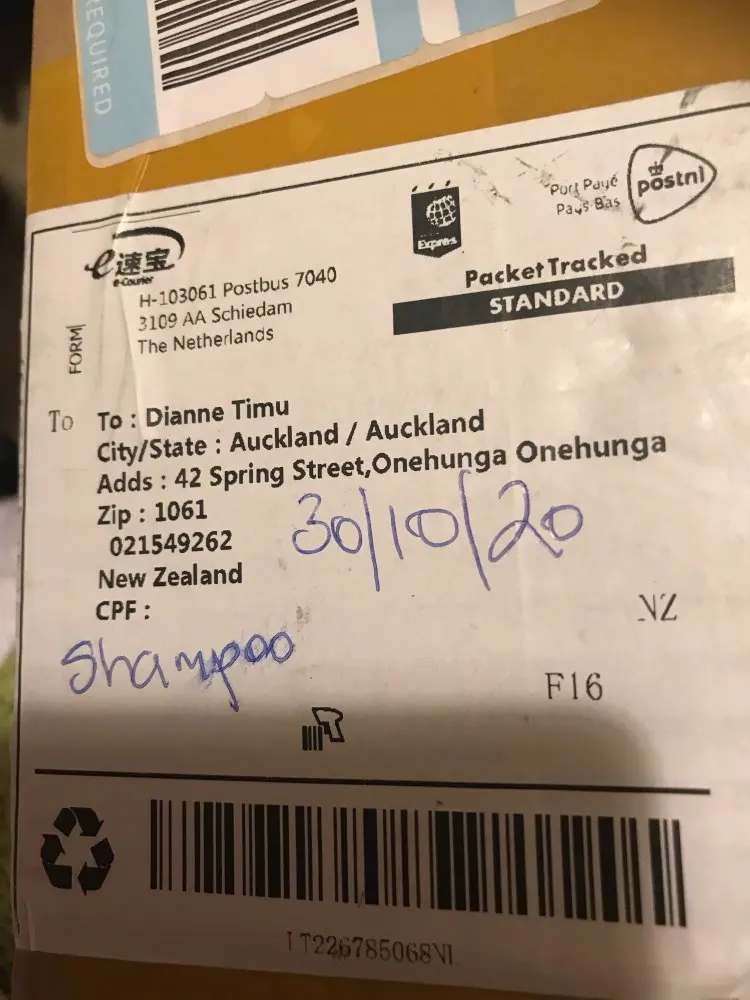 REQUIRED
e速宝
e-Courier
H-103061 Postbus 7040
3109 AA Schiedam
The Netherlands
Express
Port Payé
Pays-Bas
postnl
Packet Tracked
STANDARD
FORM
To
To : Dianne Timu
City/State : Auckland / Auckland
Adds : 42 Spring Street,Onehunga Onehunga
Zip : 1061
021549262
30/10/20
New Zealand
CPF :
NZ
Shampoo
F16
LT226785068NL